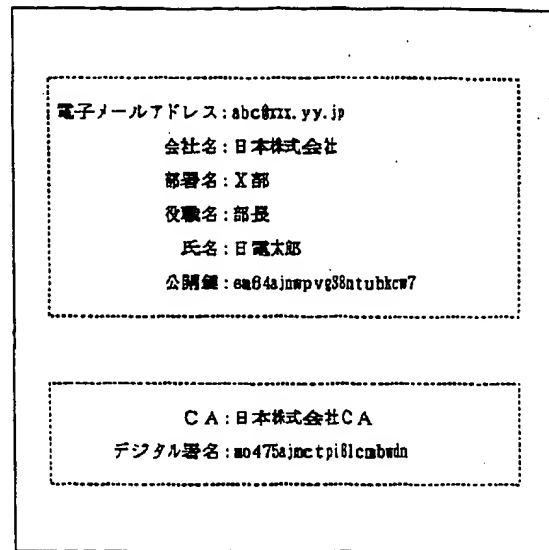 電子メールアドレス:abc@xxx.yy.jp
会社名:日本株式会社
部署名:X部
役職名:部長
氏名:日電太郎
公開鍵:em64ajnwpvg38ntubkcw7
CA:日本株式会社CA
デジタル署名:mo475ajmctpi8lcmbwdn